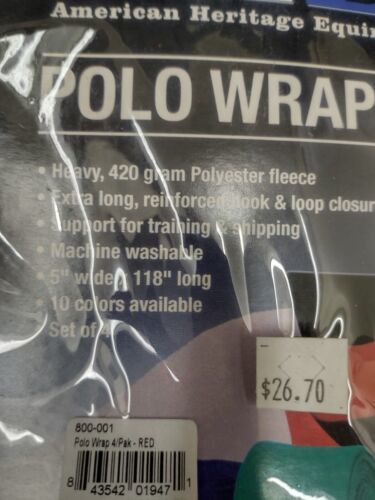 American Heritage Equin
POLO WRAP
• Heavy, 420 gram Polyester fleece
• Extra long, reinforced hook & loop closur
• Support for training & shipping
• Machine washable
• 5" wide, 118" long
• 10 colors available
Set of 4
$26.70
800-001
Polo Wrap 4/Pak - RED
8 43542 01947 1